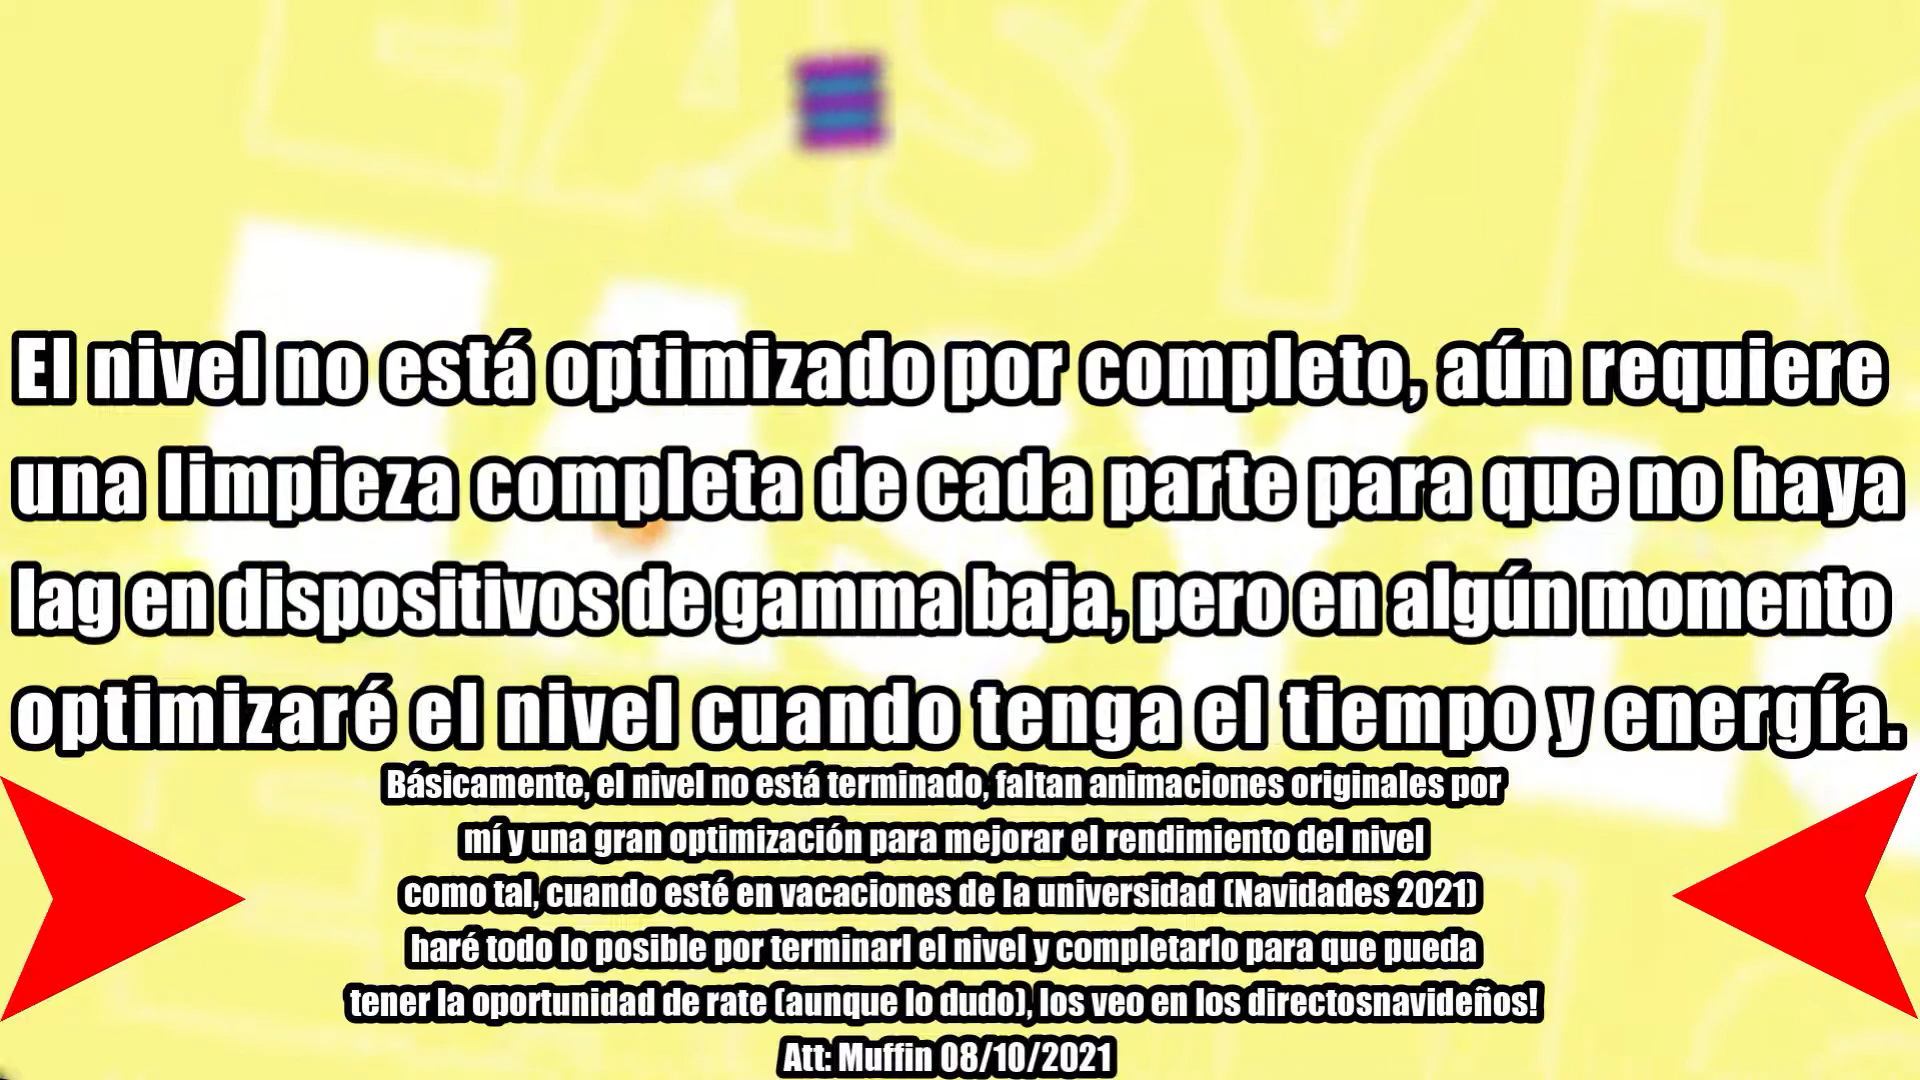 EASY LO
EASY
El nivel no está optimizado por completo, aún requiere
una limpieza completa de cada parte para que no haya
lag en dispositivos de gamma baja, pero en algún momento
optimizaré el nivel cuando tenga el tiempo y energía.
Básicamente, el nivel no está terminado, faltan animaciones originales por
mí y una gran optimización para mejorar el rendimiento del nivel
como tal, cuando esté en vacaciones de la universidad (Navidades 2021)
haré todo lo posible por terminarl el nivel y completarlo para que pueda
tener la oportunidad de rate (aunque lo dudo), los veo en los directosnavideños!
Att: Muffin 08/10/2021